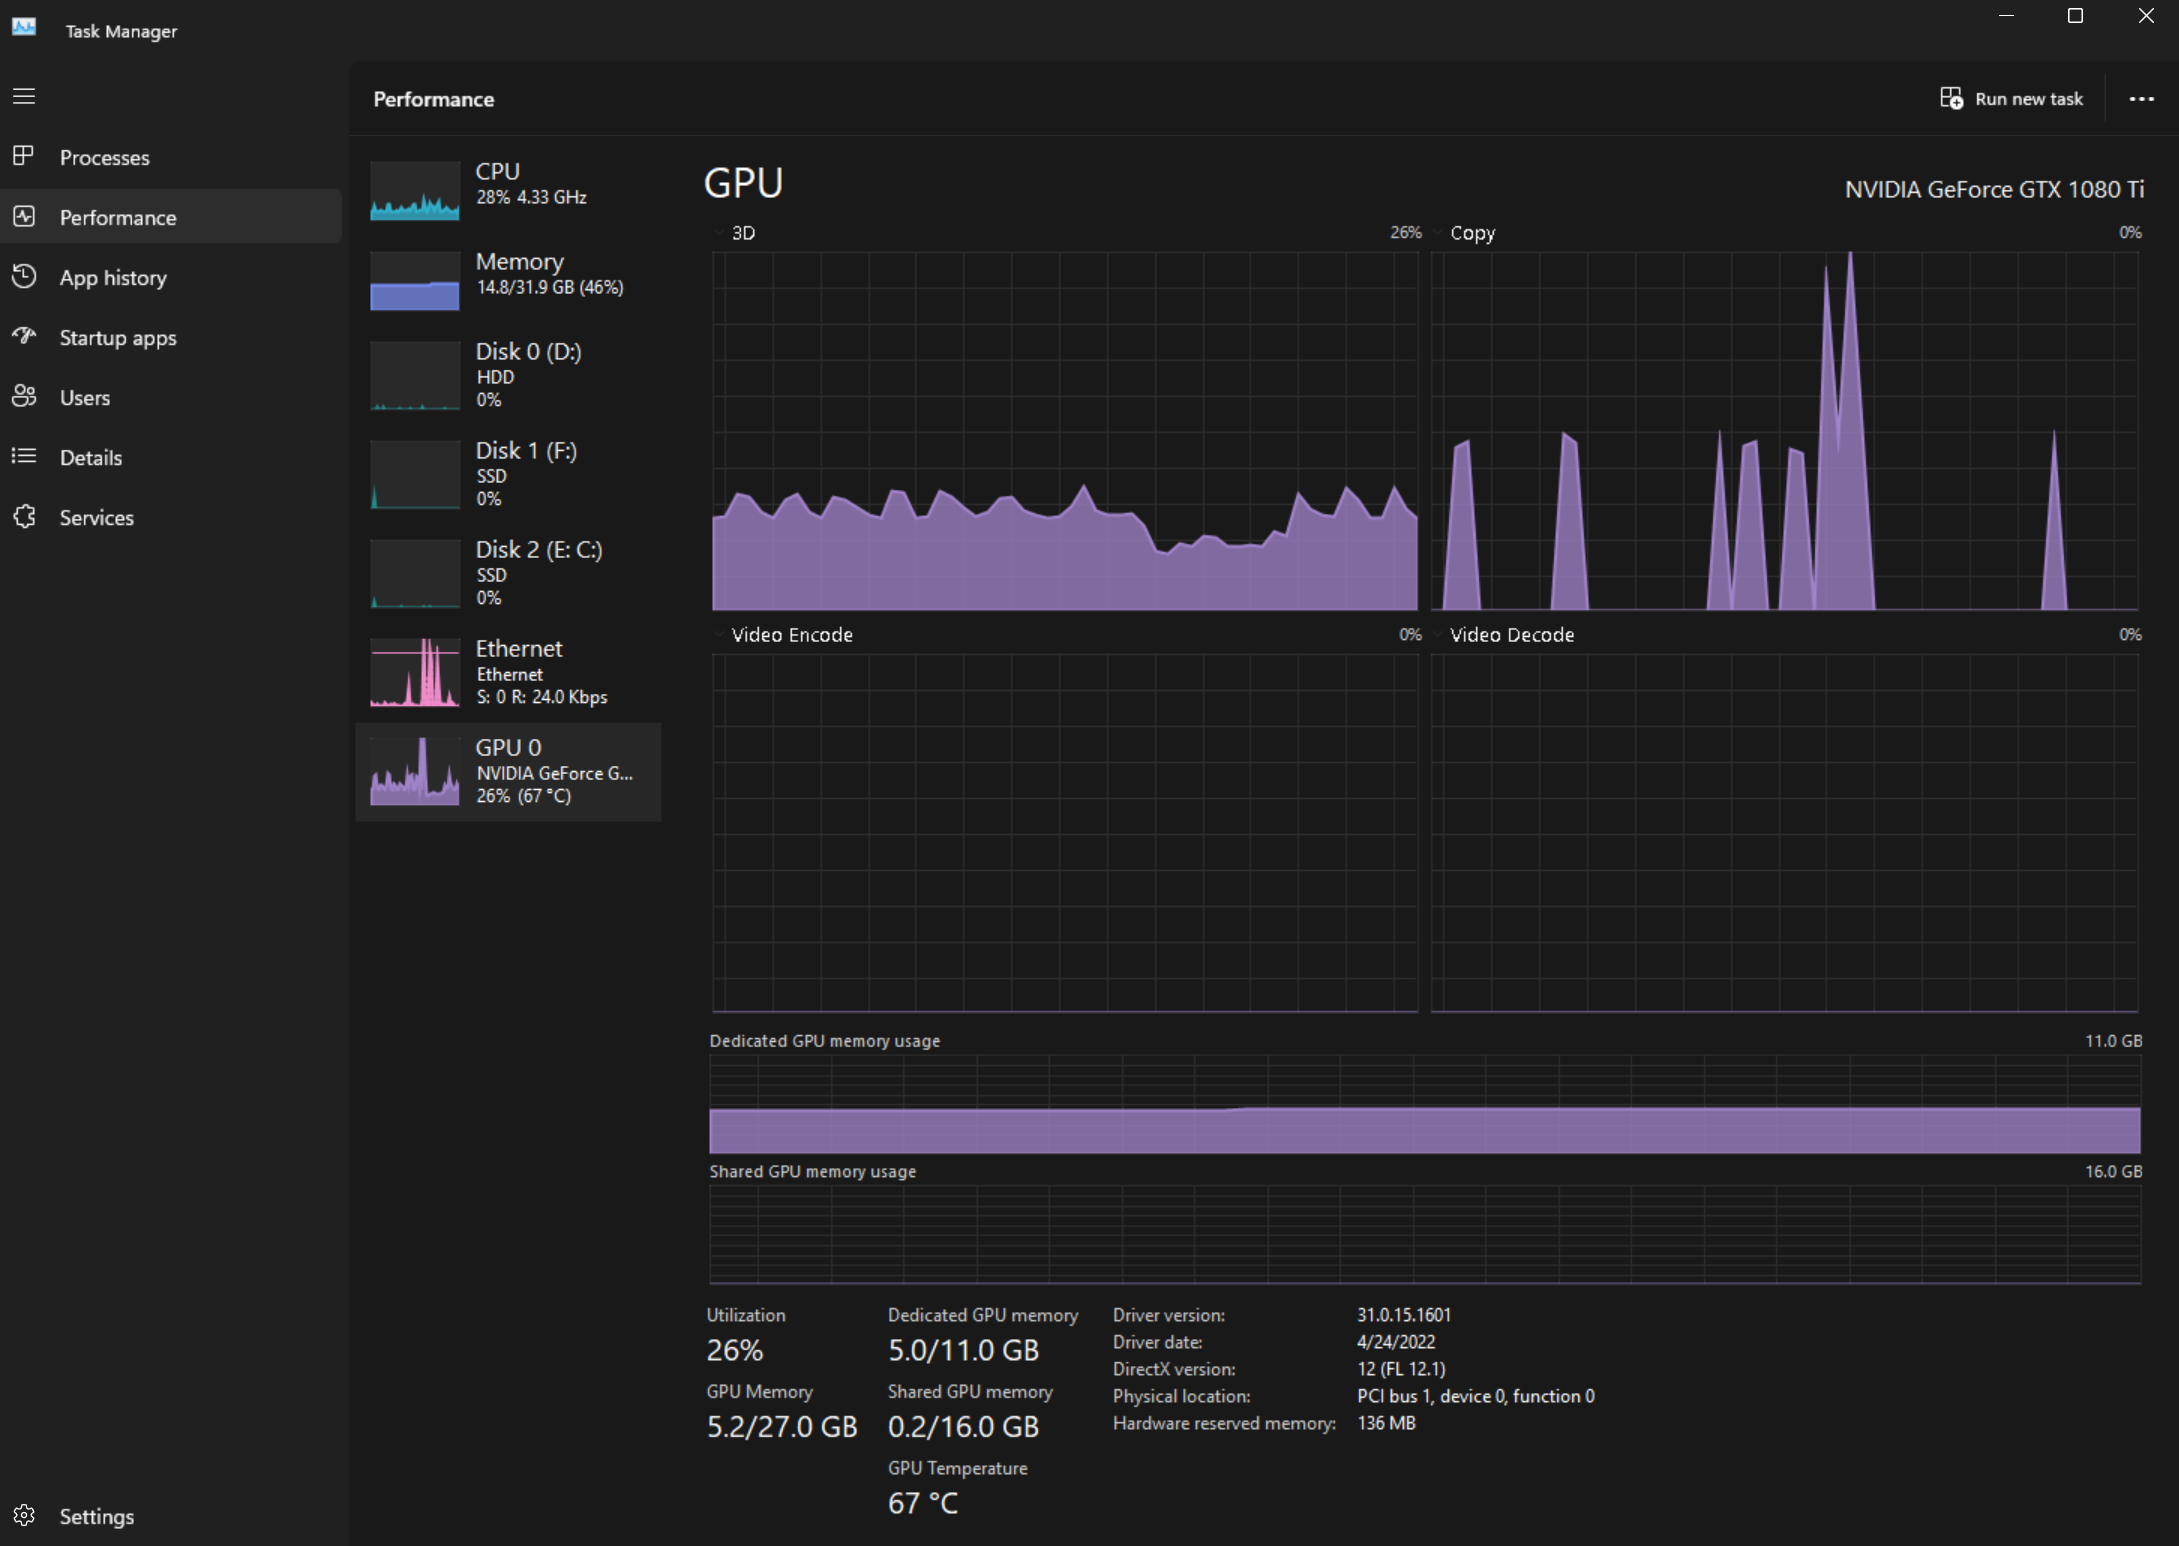 Task Manager
Processes
Performance
App history
Startup apps
Users
Details
Services
Settings
Performance
Run new task
CPU
28% 4.33 GHz
Memory
14.8/31.9 GB (46%)
Disk 0 (D:)
HDD
0%
Disk 1 (F:)
SSD
0%
Disk 2 (E: C:)
SSD
0%
Ethernet
Ethernet
S: 0 R: 24.0 Kbps
GPU 0
NVIDIA GeForce G...
26% (67 °C)
GPU
NVIDIA GeForce GTX 1080 Ti
3D 26%
Copy 0%
Video Encode 0%
Video Decode 0%
Dedicated GPU memory usage 11.0 GB
Shared GPU memory usage 16.0 GB
Utilization
26%
GPU Memory
5.2/27.0 GB
Dedicated GPU memory
5.0/11.0 GB
Shared GPU memory
0.2/16.0 GB
GPU Temperature
67 °C
Driver version: 31.0.15.1601
Driver date: 4/24/2022
DirectX version: 12 (FL 12.1)
Physical location: PCI bus 1, device 0, function 0
Hardware reserved memory: 136 MB